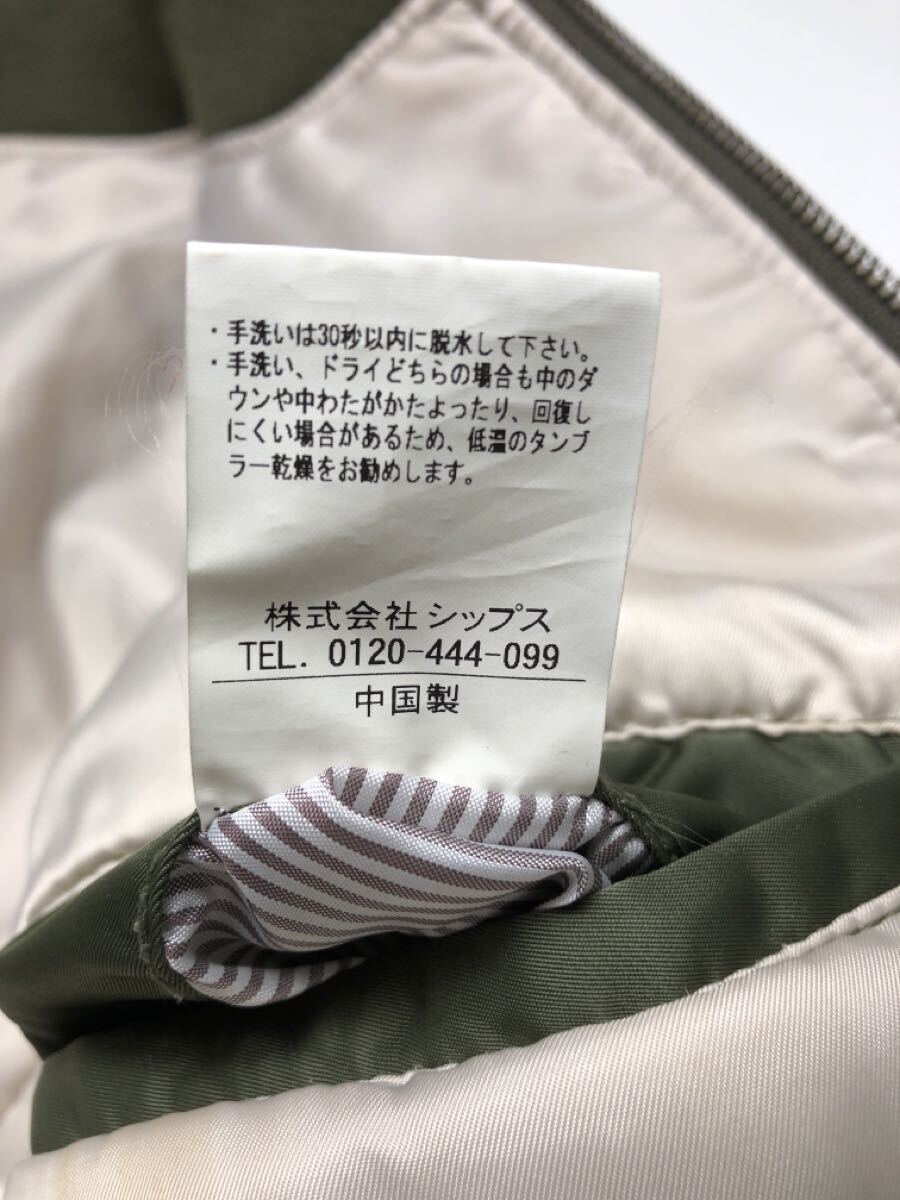 ・手洗いは30秒以内に脱水して下さい。
・手洗い、ドライどちらの場合も中のダ
ウンや中わたがかたよったり、回復し
にくい場合があるため、低温のタンブ
ラー乾燥をお勧めします。
株式会社 シップス
TEL. 0120-444-099
中国製